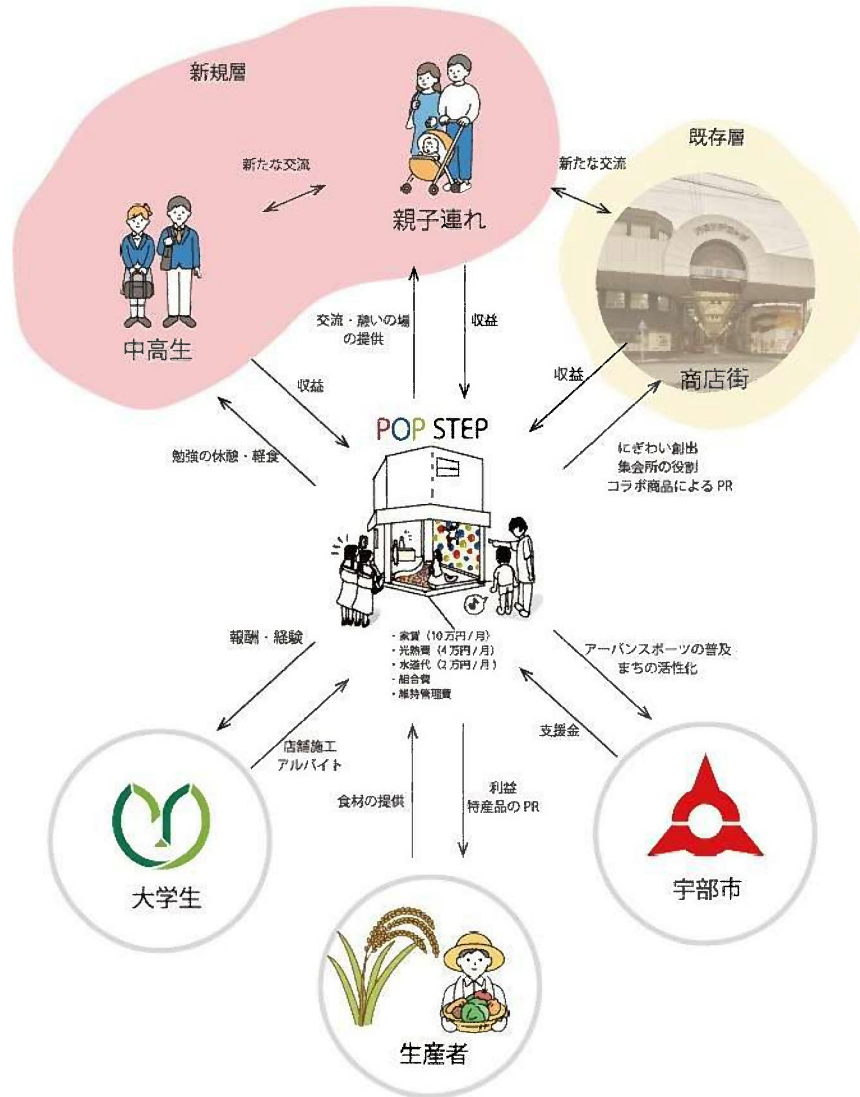 新規層
既存層
新たな交流
新たな交流
親子連れ
中高生
商店街
交流・憩いの場
の提供
収益
収益
収益
勉強の休憩・軽食
にぎわい創出
集会所の役割
コラボ商品によるPR
POP STEP
・家賃（10万円/月）
・光熱費（4万円/月）
・水道代（2万円/月）
・組合費
・維持管理費
報酬・経験
店舗施工
アルバイト
アーバンスポーツの普及
まちの活性化
支援金
食材の提供
利益
特産品のPR
大学生
宇部市
生産者